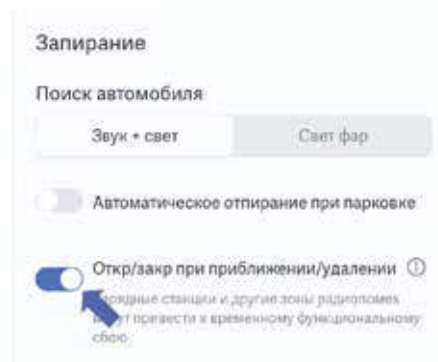 Запирание
Поиск автомобиля
Звук + свет
Свет фар
Автоматическое отпирание при парковке
Откр/закр при приближении/удалении
станции и другие зоны радиопомех
привести к временному функциональному
сбою